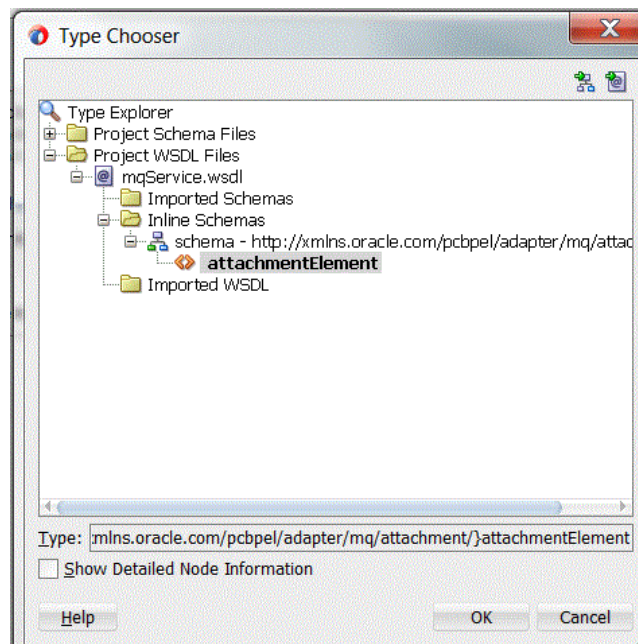 Type Chooser
Type Explorer
Project Schema Files
Project WSDL Files
mqService.wsdl
Imported Schemas
Inline Schemas
schema - http://xmlns.oracle.com/pcbpel/adapter/mq/attac
attachmentElement
Imported WSDL
Type: :mlns.oracle.com/pcbpel/adapter/mq/attachment/}attachmentElement
Show Detailed Node Information
Help OK Cancel